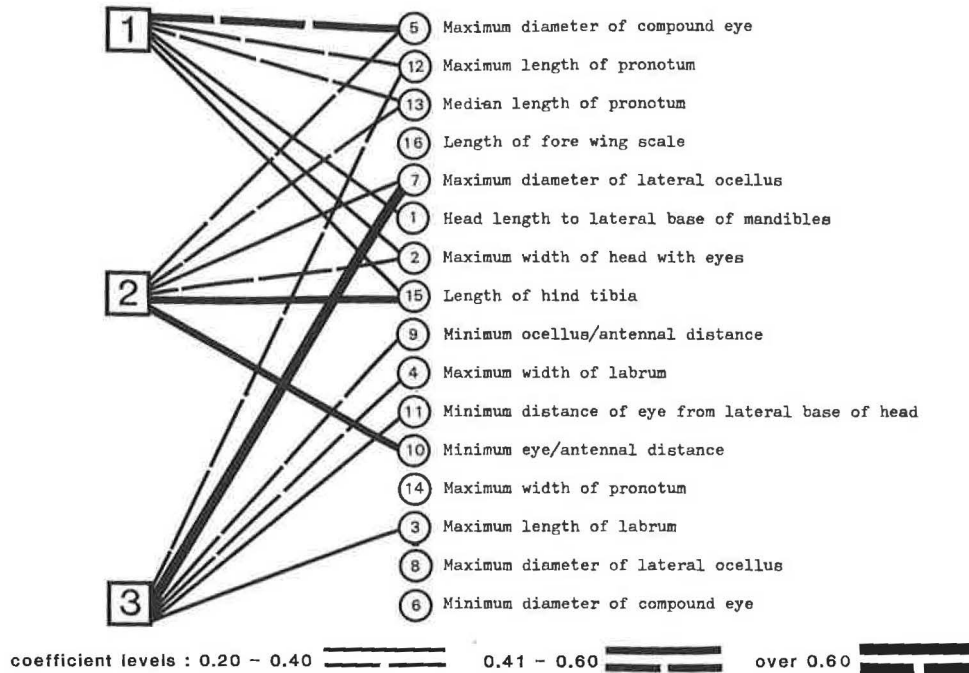 1
5 Maximum diameter of compound eye
12 Maximum length of pronotum
13 Median length of pronotum
16 Length of fore wing scale
7 Maximum diameter of lateral ocellus
1 Head length to lateral base of mandibles
2 Maximum width of head with eyes
2
15 Length of hind tibia
9 Minimum ocellus/antennal distance
4 Maximum width of labrum
11 Minimum distance of eye from lateral base of head
10 Minimum eye/antennal distance
14 Maximum width of pronotum
3 Maximum length of labrum
8 Maximum diameter of lateral ocellus
3
6 Minimum diameter of compound eye
coefficient levels : 0.20 - 0.40 0.41 - 0.60 over 0.60